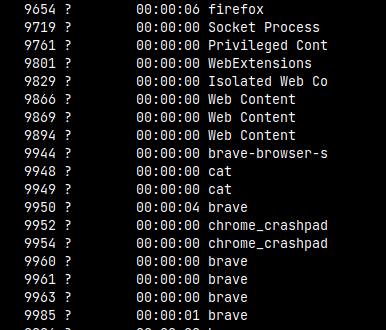 9654 ? 00:00:06 firefox
9719 ? 00:00:00 Socket Process
9761 ? 00:00:00 Privileged Cont
9801 ? 00:00:00 WebExtensions
9829 ? 00:00:00 Isolated Web Co
9866 ? 00:00:00 Web Content
9869 ? 00:00:00 Web Content
9894 ? 00:00:00 Web Content
9944 ? 00:00:00 brave-browser-s
9948 ? 00:00:00 cat
9949 ? 00:00:00 cat
9950 ? 00:00:04 brave
9952 ? 00:00:00 chrome_crashpad
9954 ? 00:00:00 chrome_crashpad
9960 ? 00:00:00 brave
9961 ? 00:00:00 brave
9963 ? 00:00:00 brave
9985 ? 00:00:01 brave